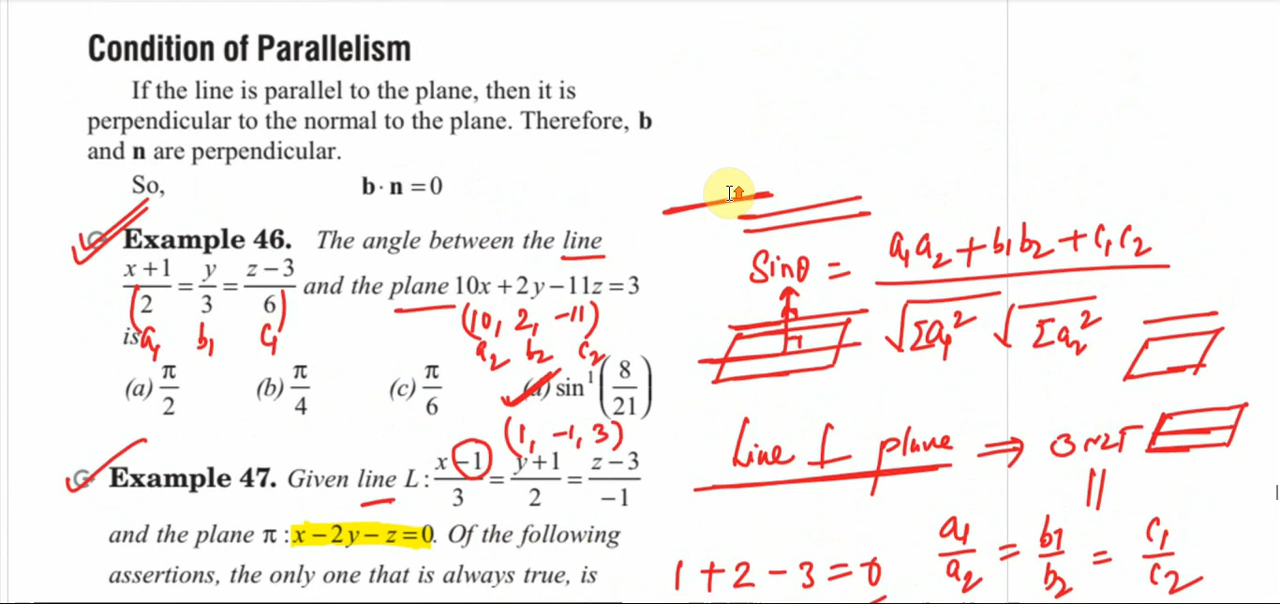 Condition of Parallelism
If the line is parallel to the plane, then it is
perpendicular to the normal to the plane. Therefore, b
and n are perpendicular.
So, b · n = 0
Example 46. The angle between the line
x + 1 / 2 = y / 3 = z − 3 / 6 and the plane 10x + 2y − 11z = 3
(10, 2, −11)
is
a₁ b₁ c₁
a₂ b₂ c₂
(a) π/2 (b) π/4 (c) π/6 (d) sin¹ (8/21)
(1, −1, 3)
Example 47. Given line L : x − 1 / 3 = y + 1 / 2 = z − 3 / −1
and the plane π : x − 2y − z = 0. Of the following
assertions, the only one that is always true, is
Sinθ = a₁a₂ + b₁b₂ + c₁c₂ / √Σa₁² √Σa₂²
Line ⊥ plane ⇒
||
a₁/a₂ = b₁/b₂ = c₁/c₂
1 + 2 − 3 = 0